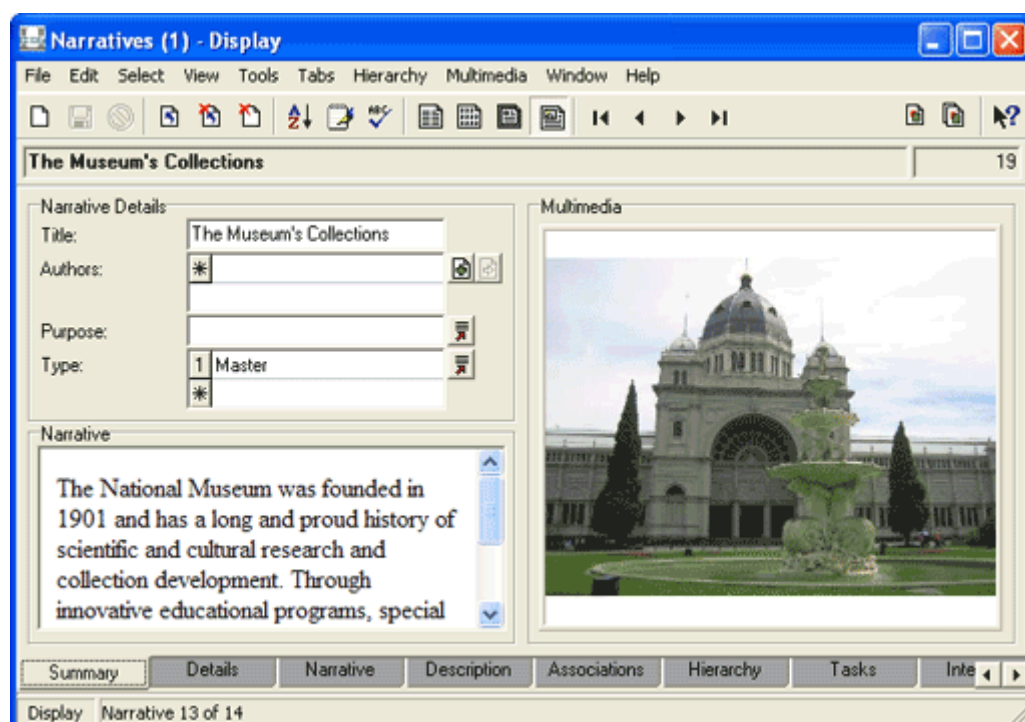 Narratives (1) - Display
File Edit Select View Tools Tabs Hierarchy Multimedia Window Help
The Museum's Collections 19
Narrative Details
Title: The Museum's Collections
Authors:
Purpose:
Type: 1 Master
Narrative
The National Museum was founded in
1901 and has a long and proud history of
scientific and cultural research and
collection development. Through
innovative educational programs, special
Multimedia
Summary Details Narrative Description Associations Hierarchy Tasks Inte
Display Narrative 13 of 14